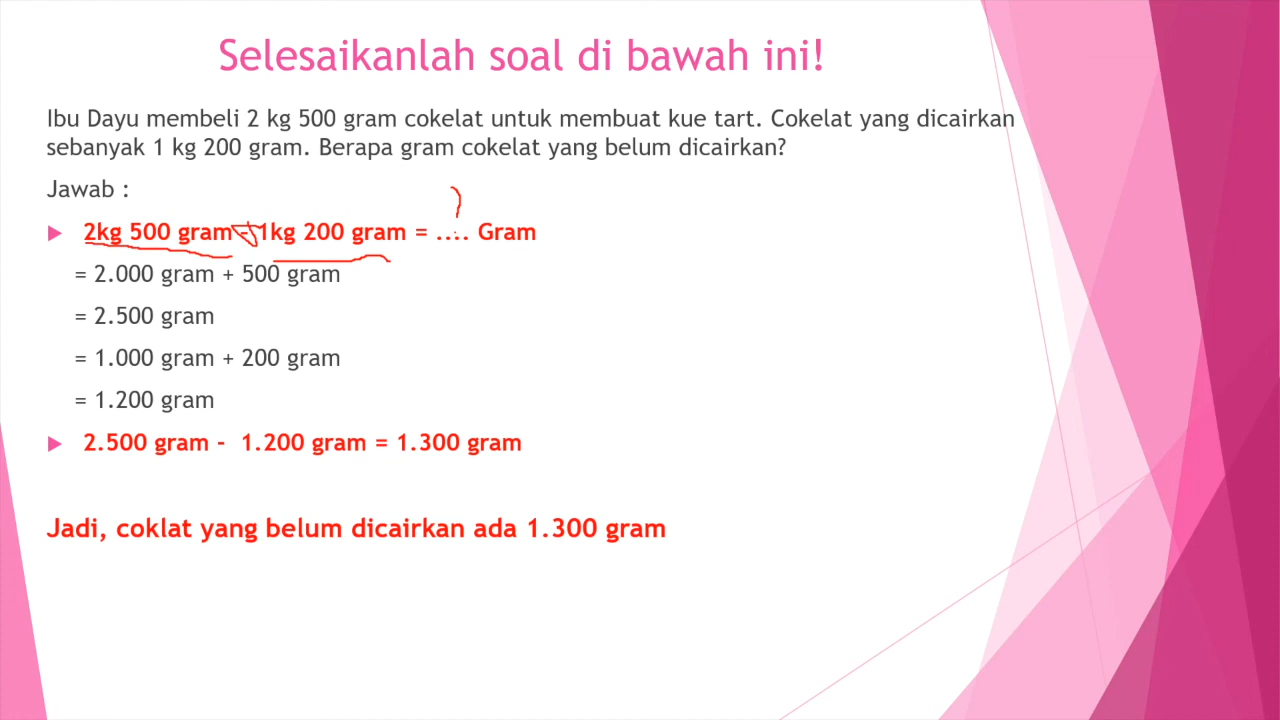 Selesaikanlah soal di bawah ini!
Ibu Dayu membeli 2 kg 500 gram cokelat untuk membuat kue tart. Cokelat yang dicairkan
sebanyak 1 kg 200 gram. Berapa gram cokelat yang belum dicairkan?
Jawab :
2kg 500 gram - 1kg 200 gram = .... Gram
= 2.000 gram + 500 gram
= 2.500 gram
= 1.000 gram + 200 gram
= 1.200 gram
2.500 gram - 1.200 gram = 1.300 gram
Jadi, coklat yang belum dicairkan ada 1.300 gram